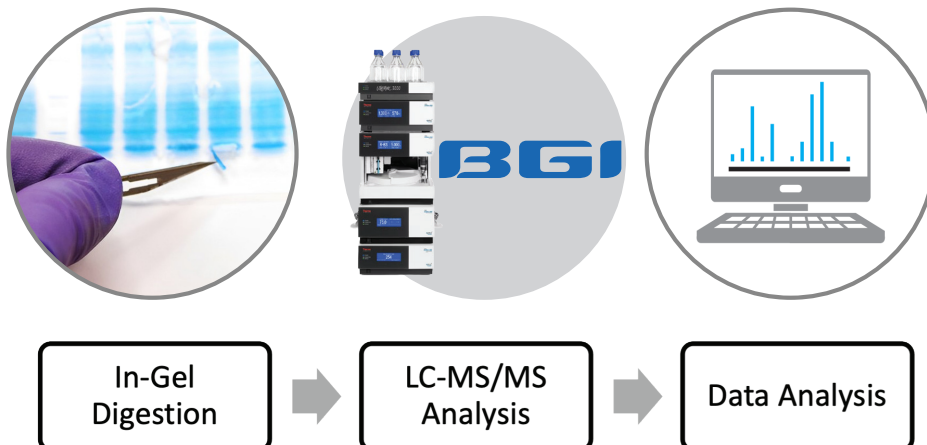 BGI
In-Gel
Digestion
LC-MS/MS
Analysis
Data Analysis